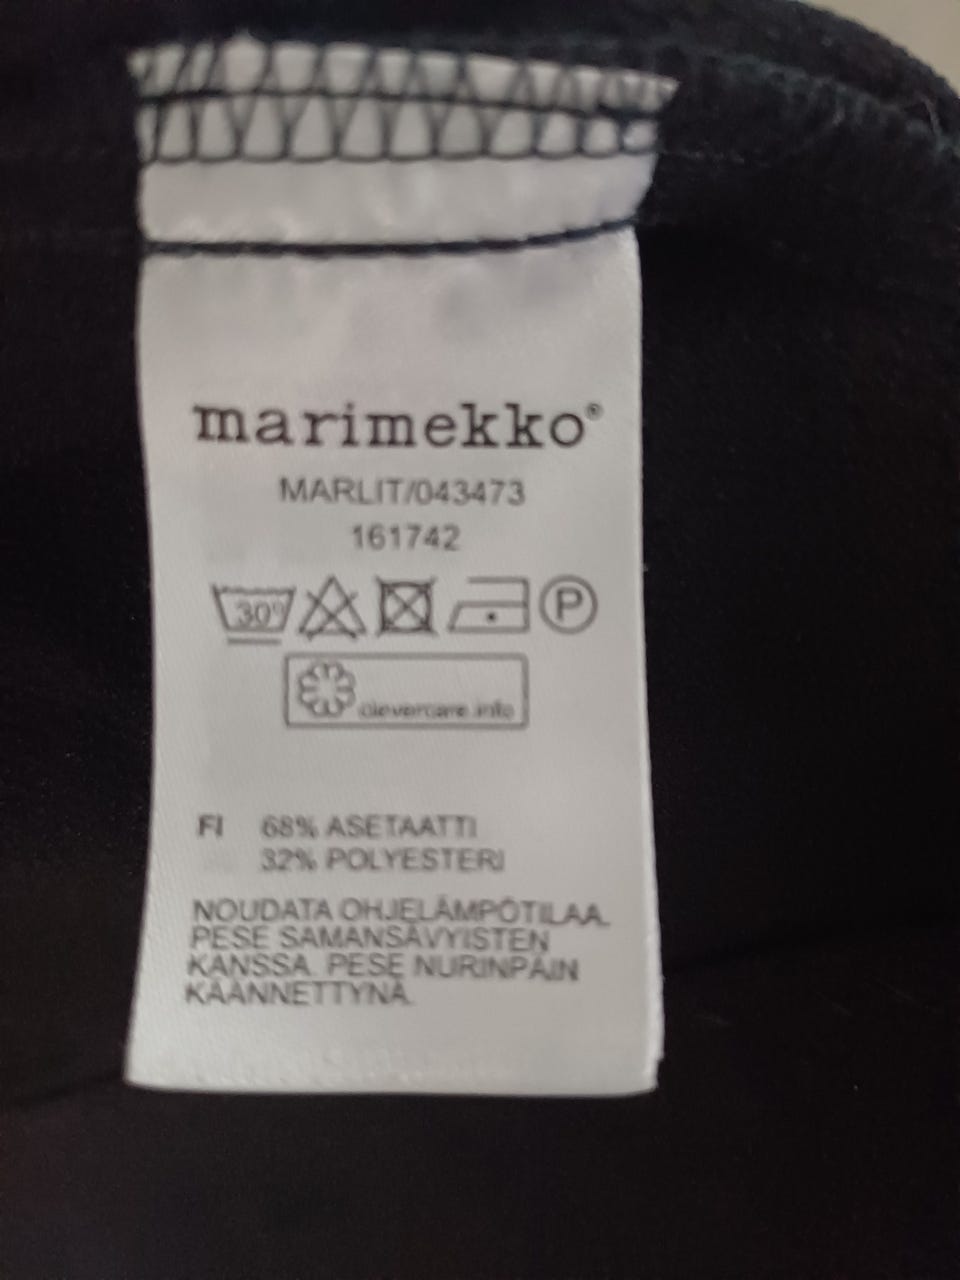 marimekko®
MARLIT/043473
161742
30°
P
clevercare.info
FI 68% ASETAATTI
32% POLYESTERI
NOUDATA OHJELÄMPÖTILAA.
PESE SAMANSÄVYISTEN
KANSSA. PESE NURINPÄIN
KÄÄNNETTYNÄ.